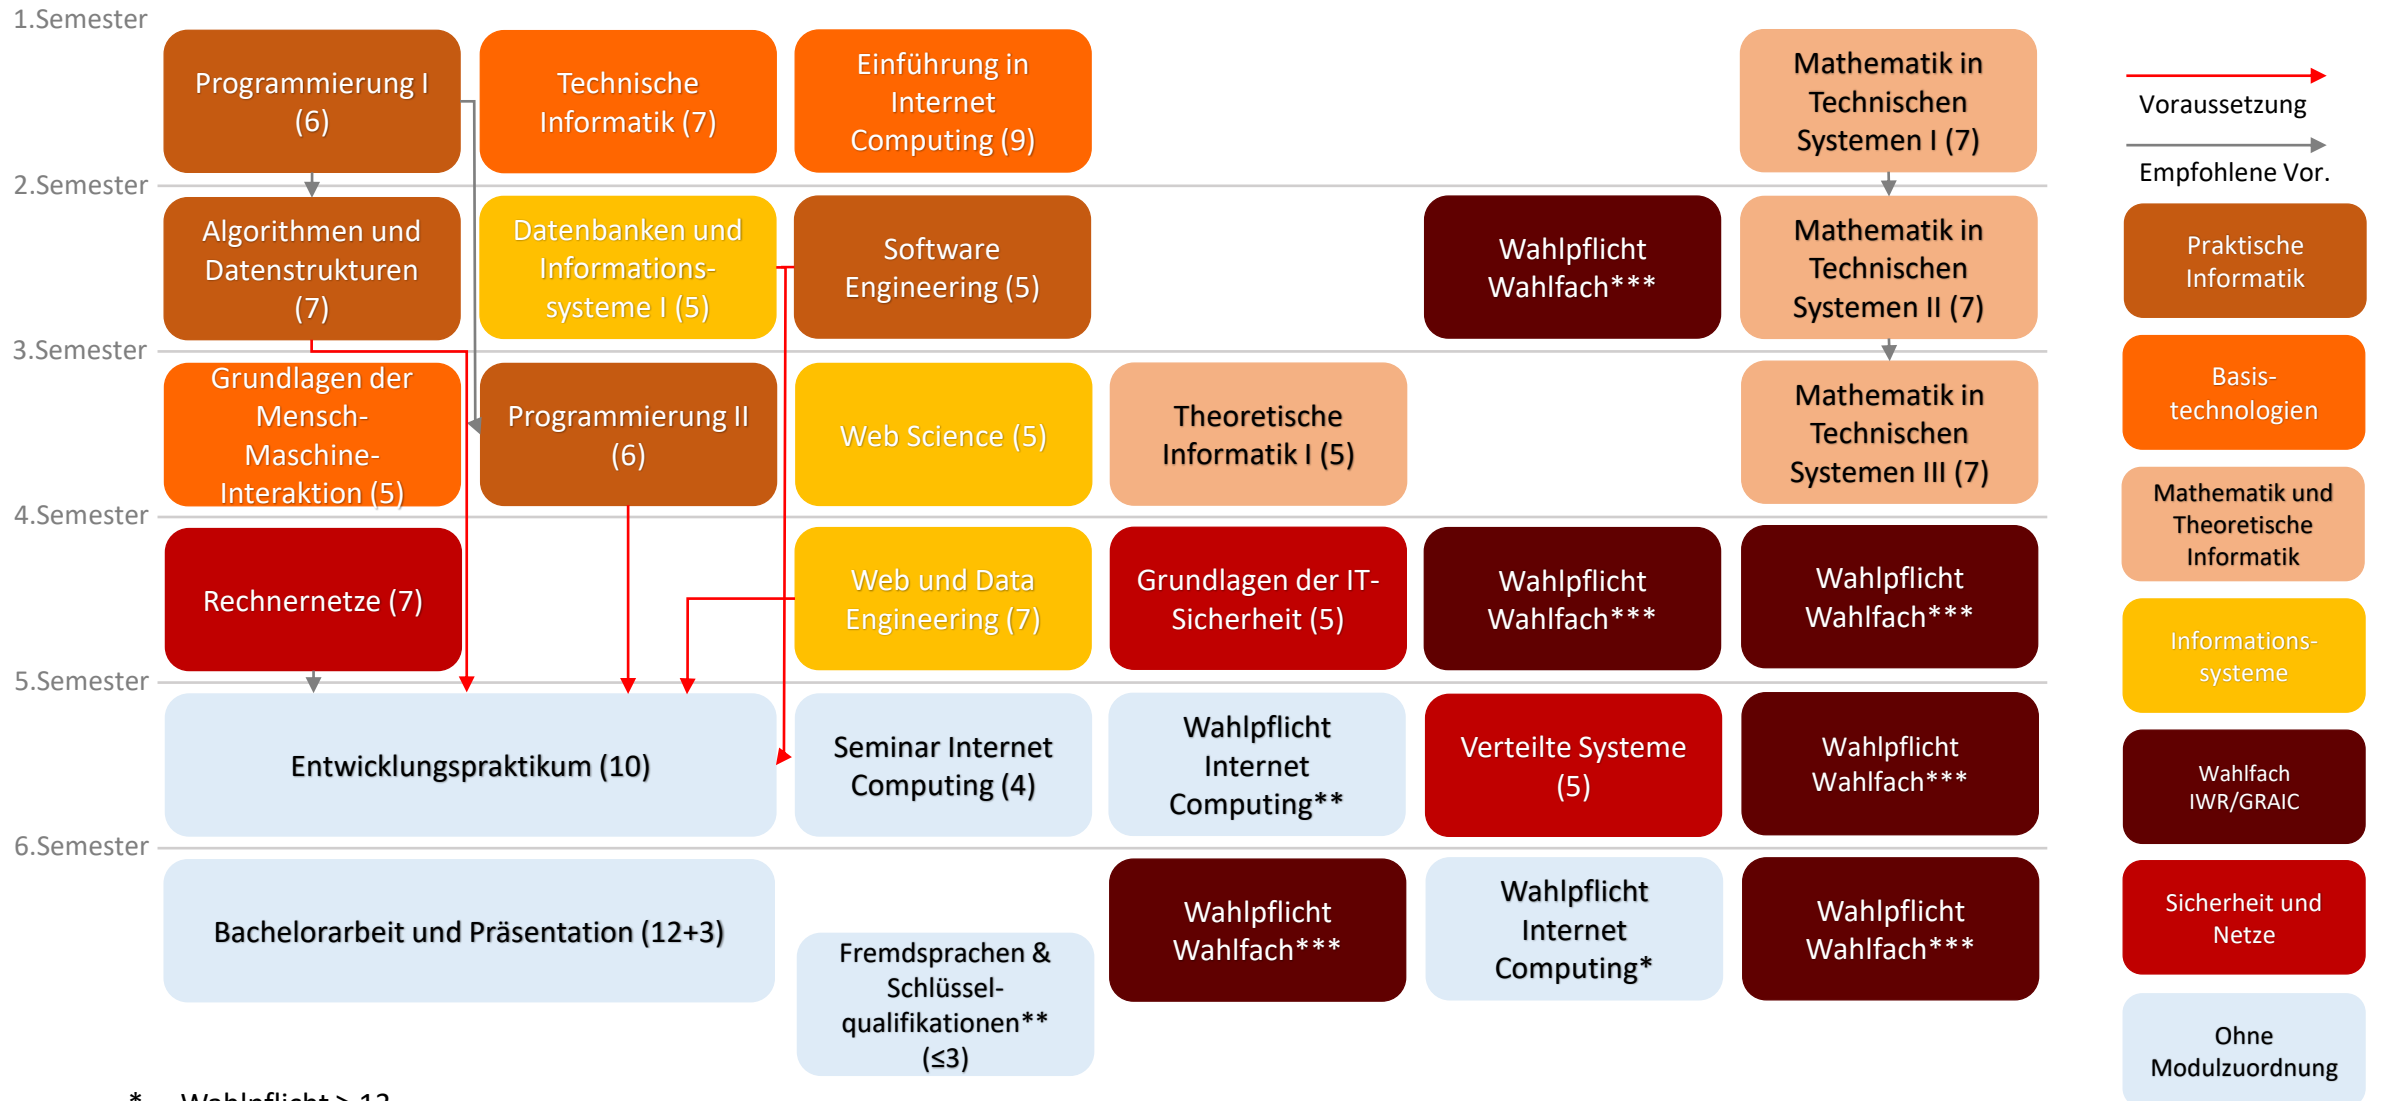 1.Semester
Programmierung I
(6)
Technische
Informatik (7)
Einführung in
Internet
Computing (9)
Mathematik in
Technischen
Systemen I (7)
Voraussetzung
Empfohlene Vor.
2.Semester
Algorithmen und
Datenstrukturen
(7)
Datenbanken und
Informations-
systeme I (5)
Software
Engineering (5)
Wahlpflicht
Wahlfach***
Mathematik in
Technischen
Systemen II (7)
Praktische
Informatik
3.Semester
Grundlagen der
Mensch-
Maschine-
Interaktion (5)
Programmierung II
(6)
Web Science (5)
Theoretische
Informatik I (5)
Mathematik in
Technischen
Systemen III (7)
Basis-
technologien
Mathematik und
Theoretische
Informatik
4.Semester
Rechnernetze (7)
Web und Data
Engineering (7)
Grundlagen der IT-
Sicherheit (5)
Wahlpflicht
Wahlfach***
Wahlpflicht
Wahlfach***
Informations-
systeme
5.Semester
Entwicklungspraktikum (10)
Seminar Internet
Computing (4)
Wahlpflicht
Internet
Computing**
Verteilte Systeme
(5)
Wahlpflicht
Wahlfach***
Wahlfach
IWR/GRAIC
6.Semester
Bachelorarbeit und Präsentation (12+3)
Fremdsprachen &
Schlüssel-
qualifikationen**
(≤3)
Wahlpflicht
Wahlfach***
Wahlpflicht
Internet
Computing*
Wahlpflicht
Wahlfach***
Sicherheit und
Netze
Ohne
Modulzuordnung
* Wahlpflicht